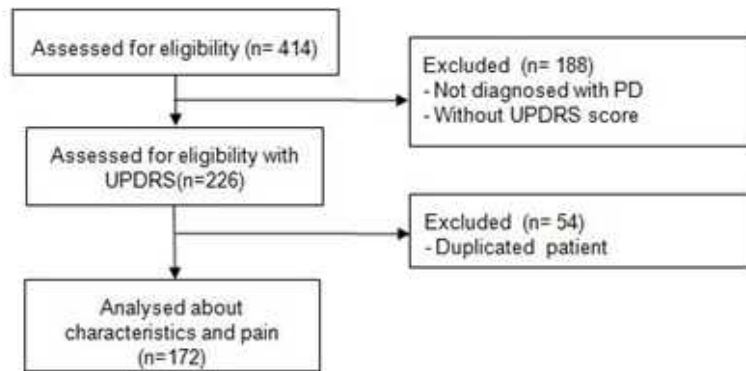 Assessed for eligibility (n= 414)
Excluded (n= 188)
- Not diagnosed with PD
- Without UPDRS score
Assessed for eligibility with
UPDRS(n=226)
Excluded (n= 54)
- Duplicated patient
Analysed about
characteristics and pain
(n=172)